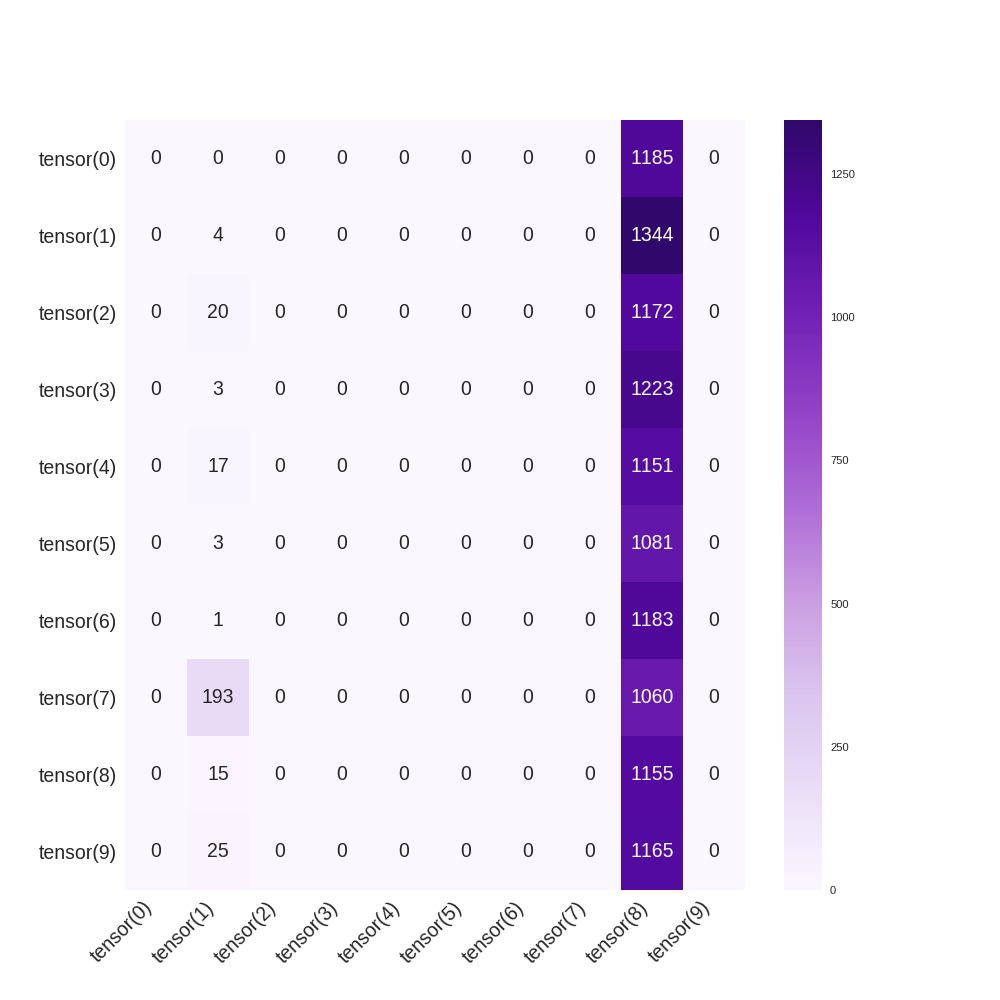 tensor(0) 0 0 0 0 0 0 0 0 1185 0
tensor(1) 0 4 0 0 0 0 0 0 1344 0
tensor(2) 0 20 0 0 0 0 0 0 1172 0
tensor(3) 0 3 0 0 0 0 0 0 1223 0
tensor(4) 0 17 0 0 0 0 0 0 1151 0
tensor(5) 0 3 0 0 0 0 0 0 1081 0
tensor(6) 0 1 0 0 0 0 0 0 1183 0
tensor(7) 0 193 0 0 0 0 0 0 1060 0
tensor(8) 0 15 0 0 0 0 0 0 1155 0
tensor(9) 0 25 0 0 0 0 0 0 1165 0
tensor(0) tensor(1) tensor(2) tensor(3) tensor(4) tensor(5) tensor(6) tensor(7) tensor(8) tensor(9)
1250
1000
750
500
250
0